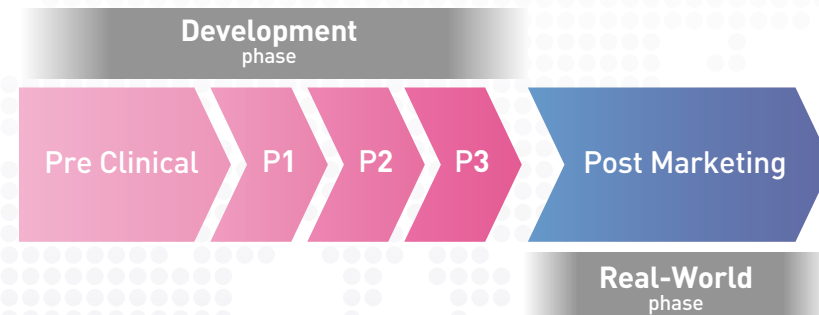 Development
phase
Pre Clinical P1 P2 P3 Post Marketing
Real-World
phase